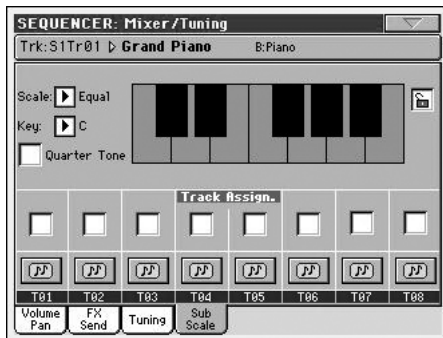 SEQUENCER: Mixer/Tuning
Trk:S1Tr01 ▷ Grand Piano B:Piano
Scale: Equal
Key: C
Quarter Tone
Track Assign.
T01 T02 T03 T04 T05 T06 T07 T08
Volume Pan FX Send Tuning Sub Scale